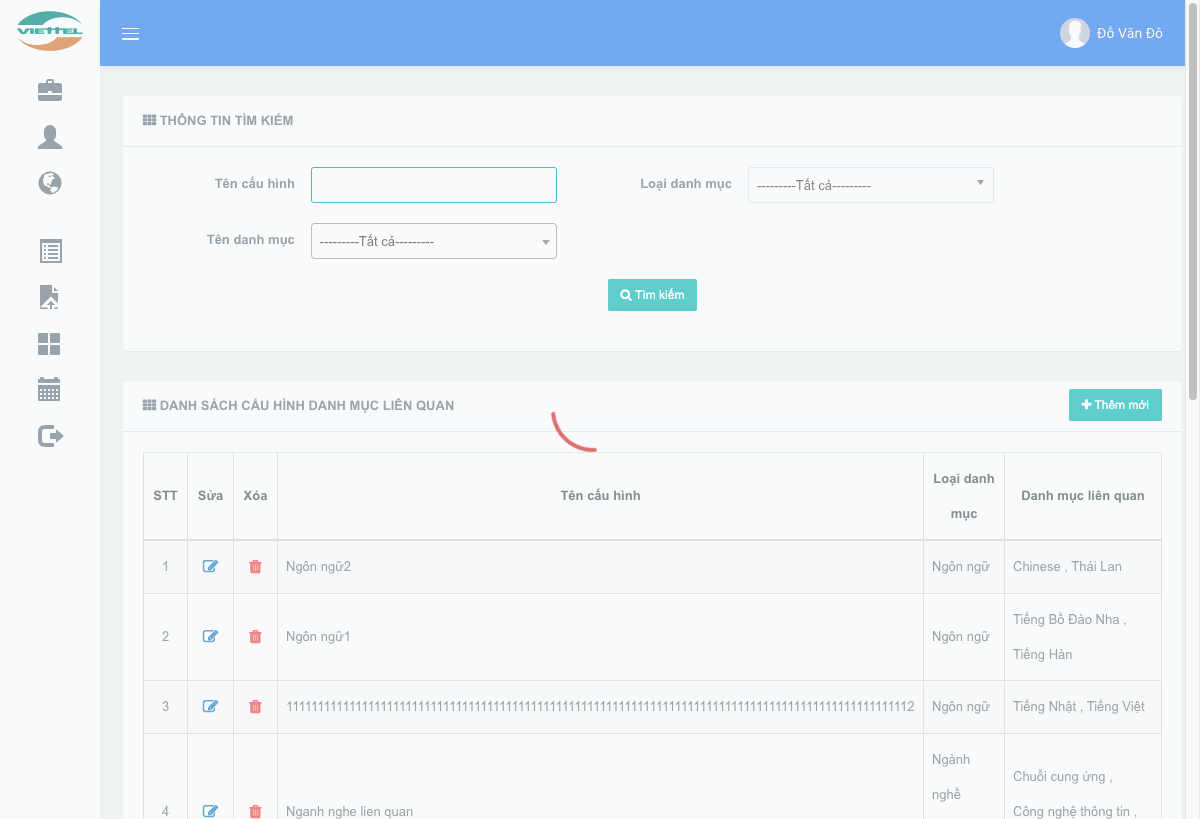 VIETTEL
Đỗ Văn Đô
THÔNG TIN TÌM KIẾM
Tên cấu hình
Loại danh mục
---------Tất cả---------
Tên danh mục
---------Tất cả---------
Tìm kiếm
DANH SÁCH CẤU HÌNH DANH MỤC LIÊN QUAN
Thêm mới
STT
Sửa
Xóa
Tên cấu hình
Loại danh
mục
Danh mục liên quan
1
Ngôn ngữ2
Ngôn ngữ
Chinese , Thái Lan
2
Ngôn ngữ1
Ngôn ngữ
Tiếng Bồ Đào Nha ,
Tiếng Hàn
3
Ngôn ngữ
Tiếng Nhật , Tiếng Việt
4
Nganh nghe lien quan
Ngành
nghề
Chuỗi cung ứng ,
Công nghệ thông tin ,